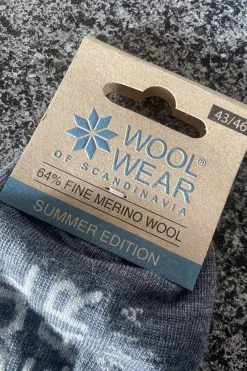 43/46
WOOL®
WEAR
OF SCANDINAVIA
64% FINE MERINO WOOL
SUMMER EDITION